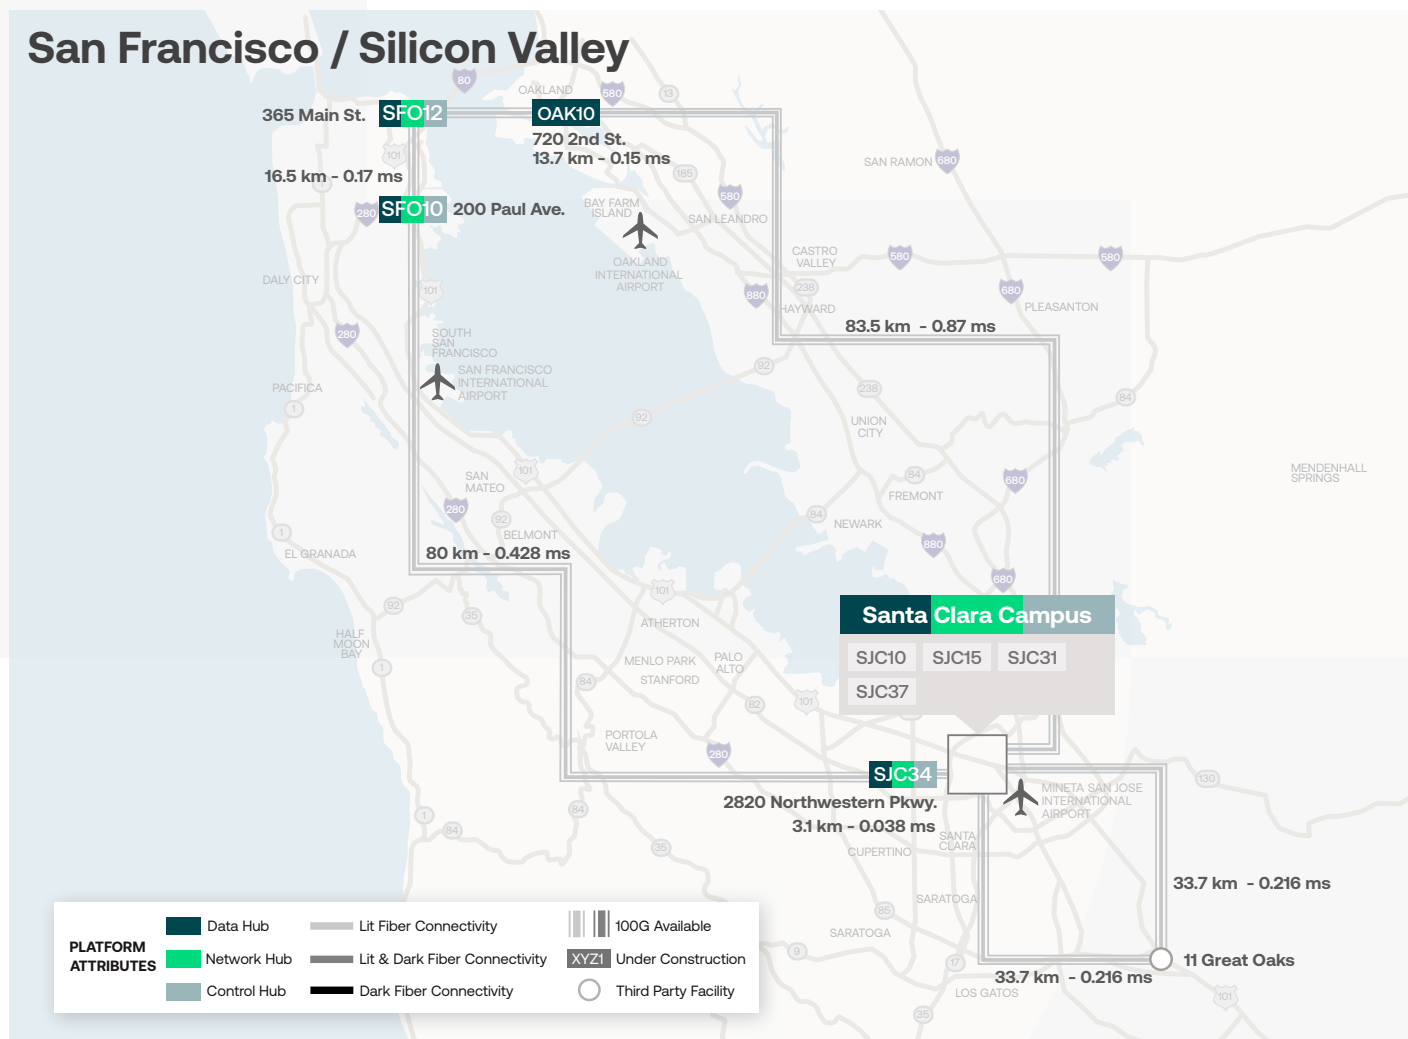 San Francisco / Silicon Valley
80
OAKLAND
580
13
365 Main St.
SFO12
OAK10
720 2nd St.
13.7 km - 0.15 ms
101
SAN RAMON
680
185
16.5 km - 0.17 ms
1
580
280
SFO10
200 Paul Ave.
BAY FARM
ISLAND
SAN LEANDRO
CASTRO
VALLEY
580
580
OAKLAND
INTERNATIONAL
AIRPORT
DALY CITY
101
880
238
680
HAYWARD
PLEASANTON
83.5 km - 0.87 ms
280
SOUTH
SAN
FRANCISCO
92
SAN FRANCISCO
INTERNATIONAL
AIRPORT
PACIFICA
238
84
1
92
UNION
CITY
101
SAN
MATEO
84
680
MENDENHALL
SPRINGS
FREMONT
280
92
84
NEWARK
1
BELMONT
880
EL GRANADA
80 km - 0.428 ms
680
101
92
35
Santa Clara Campus
ATHERTON
HALF
MOON
BAY
SJC10
SJC15
SJC31
MENLO PARK
PALO
ALTO
1
STANFORD
84
SJC37
82
101
PORTOLA
VALLEY
280
SJC34
130
MINETA SAN JOSE
INTERNATIONAL
AIRPORT
2820 Northwestern Pkwy.
3.1 km - 0.038 ms
84
1
84
SANTA
CLARA
35
CUPERTINO
33.7 km - 0.216 ms
SARATOGA
85
SARATOGA
9
17
11 Great Oaks
33.7 km - 0.216 ms
LOS GATOS
101
35
PLATFORM
ATTRIBUTES
Data Hub
Network Hub
Control Hub
Lit Fiber Connectivity
Lit & Dark Fiber Connectivity
Dark Fiber Connectivity
100G Available
XYZ1
Under Construction
Third Party Facility